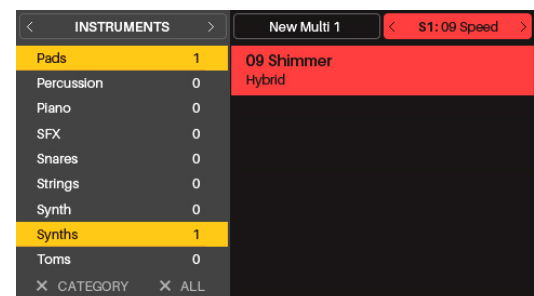 INSTRUMENTS
New Multi 1
S1: 09 Speed
Pads 1
Percussion 0
Piano 0
SFX 0
Snares 0
Strings 0
Synth 0
Synths 1
Toms 0
✕ CATEGORY ✕ ALL
09 Shimmer
Hybrid